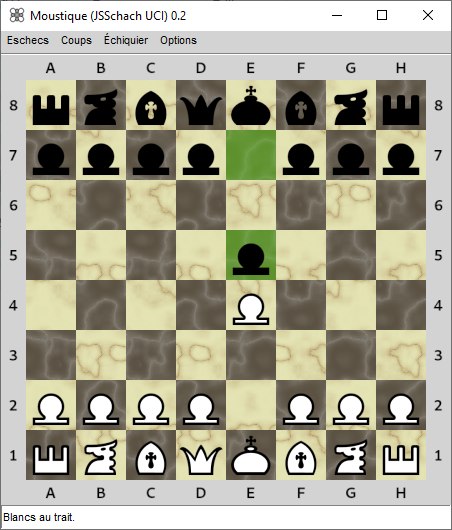 Moustique (JSSchach UCI) 0.2
Eschecs Coups Échiquier Options
A B C D E F G H
8 8
7 7
6 6
5 5
4 4
3 3
2 2
1 1
A B C D E F G H
Blancs au trait.